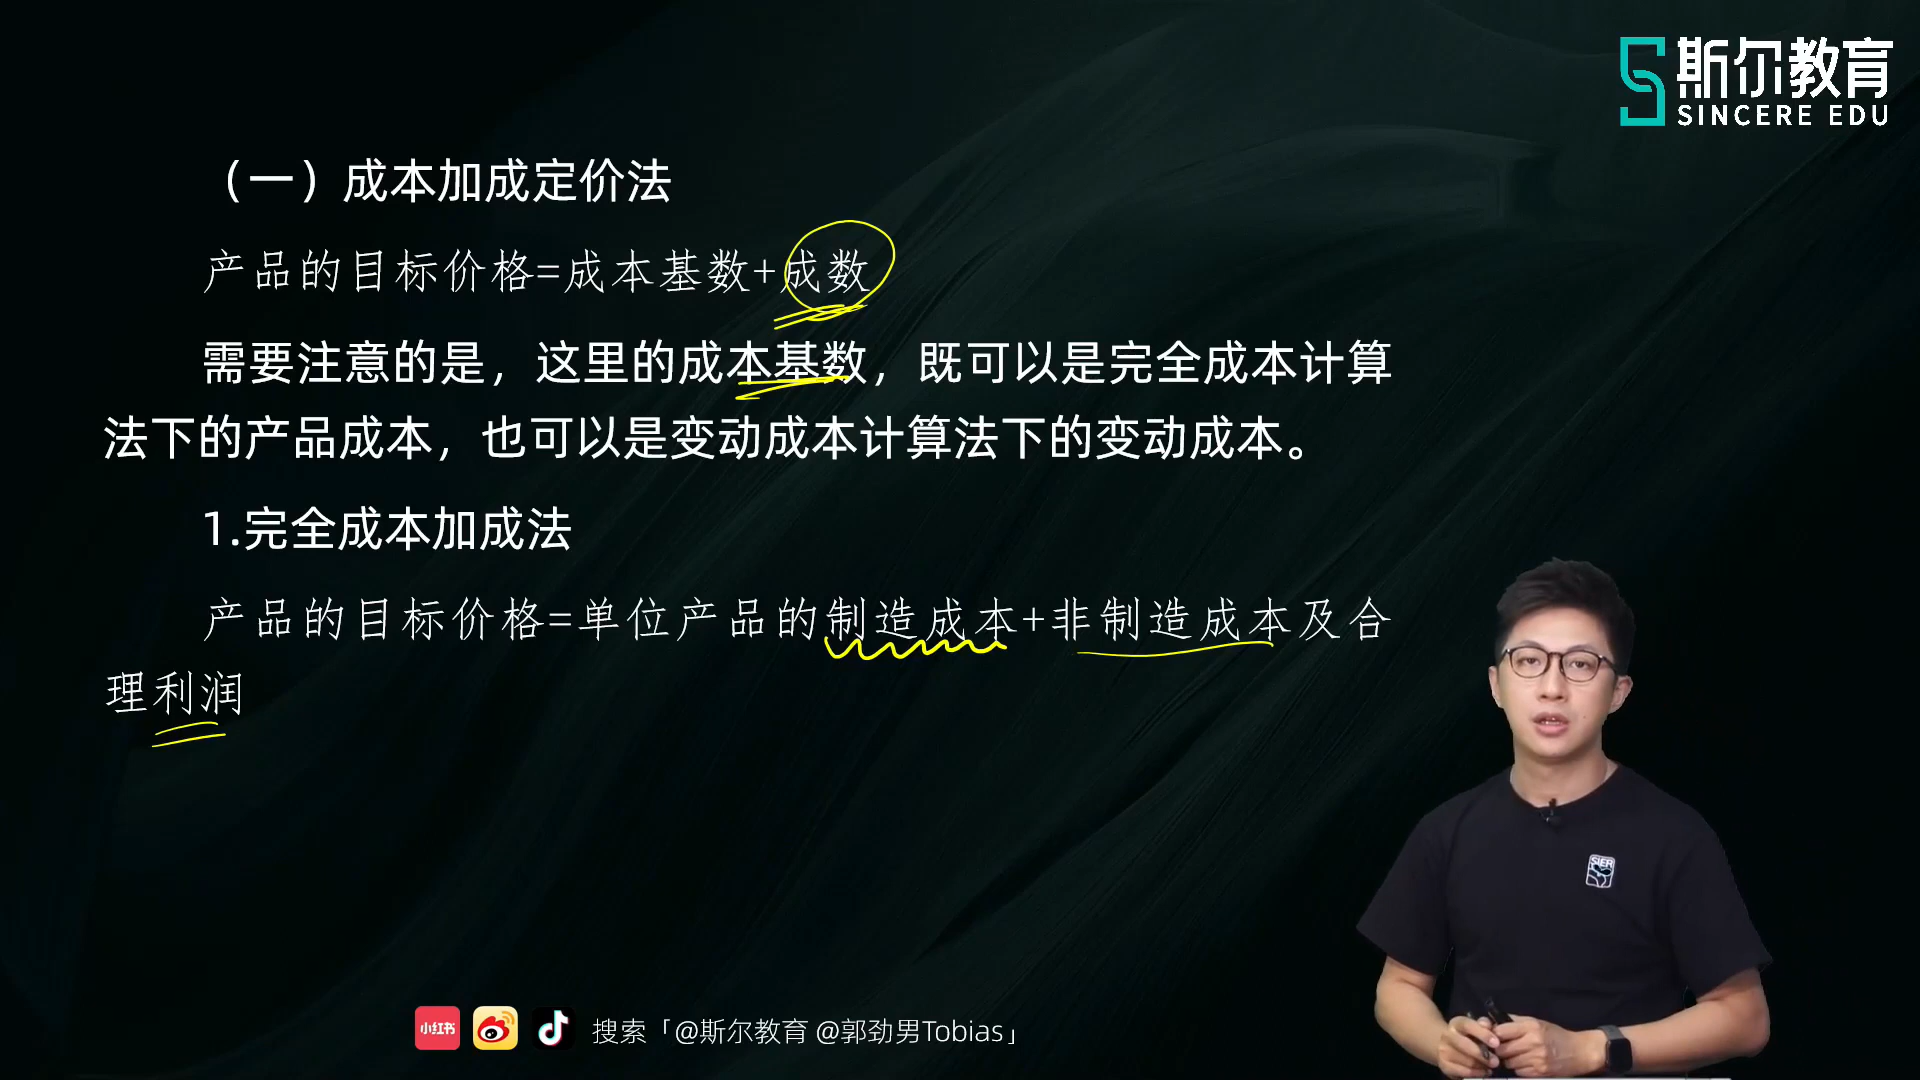 斯尔教育
SINCERE EDU
（一）成本加成定价法
产品的目标价格=成本基数+成数
需要注意的是，这里的成本基数，既可以是完全成本计算
法下的产品成本，也可以是变动成本计算法下的变动成本。
1.完全成本加成法
产品的目标价格=单位产品的制造成本+非制造成本及合
理利润
SIER
小红书
搜索「@斯尔教育 @郭劲男Tobias」